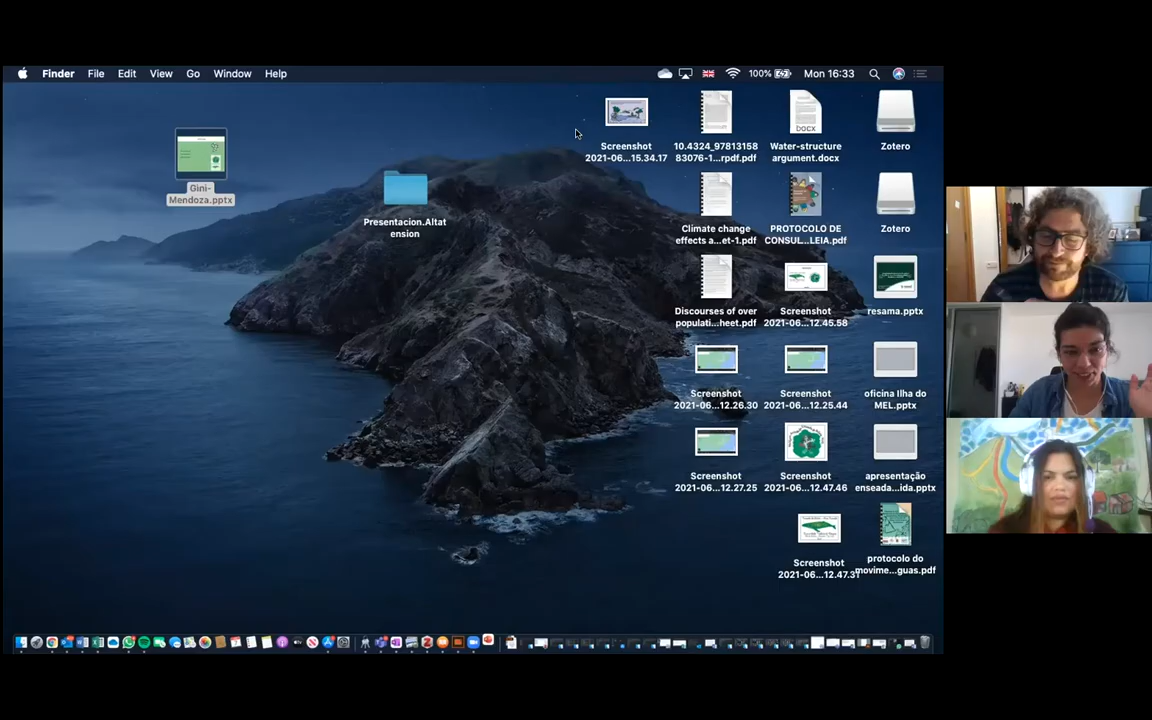 Finder File Edit View Go Window Help 100% Mon 16:33
Gini-
Mendoza.pptx
Presentacion.Altat
ension
Screenshot
2021-06...15.34.17
10.4324_97813158
83076-1...rpdf.pdf
DOCX
Water-structure
argument.docx
Zotero
Climate change
effects a...et-1.pdf
PROTOCOLO DE
CONSUL...LEIA.pdf
Zotero
Discourses of over
populati...heet.pdf
Screenshot
2021-06...12.45.58
resama.pptx
Screenshot
2021-06...12.26.30
Screenshot
2021-06...12.25.44
oficina Ilha do
MEL.pptx
Screenshot
2021-06...12.27.25
Screenshot
2021-06...12.47.46
apresentação
enseada...ida.pptx
Screenshot
2021-06...12.47.31
protocolo do
movime...guas.pdf